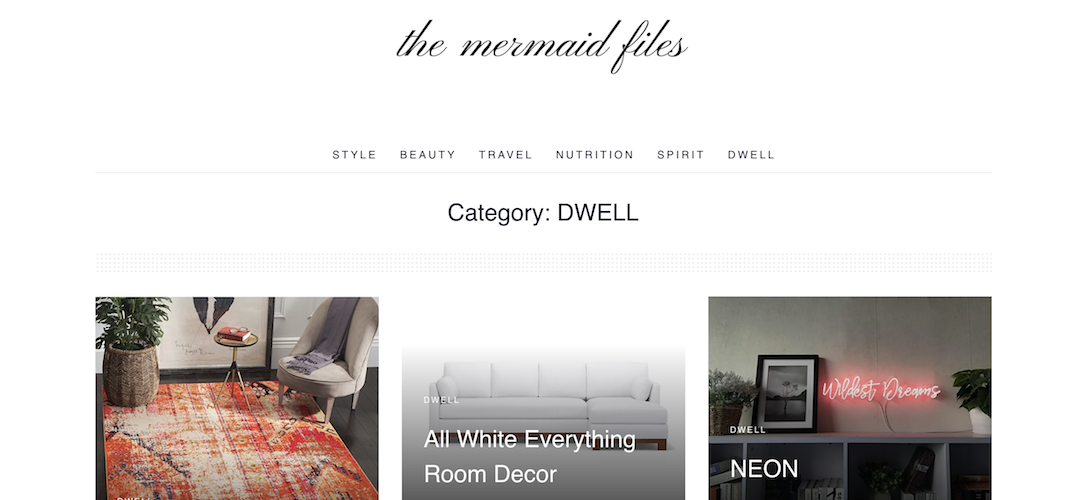 the mermaid files
STYLE BEAUTY TRAVEL NUTRITION SPIRIT DWELL
Category: DWELL
DWELL
All White Everything
Room Decor
Wildest Dreams
DWELL
NEON
DWELL